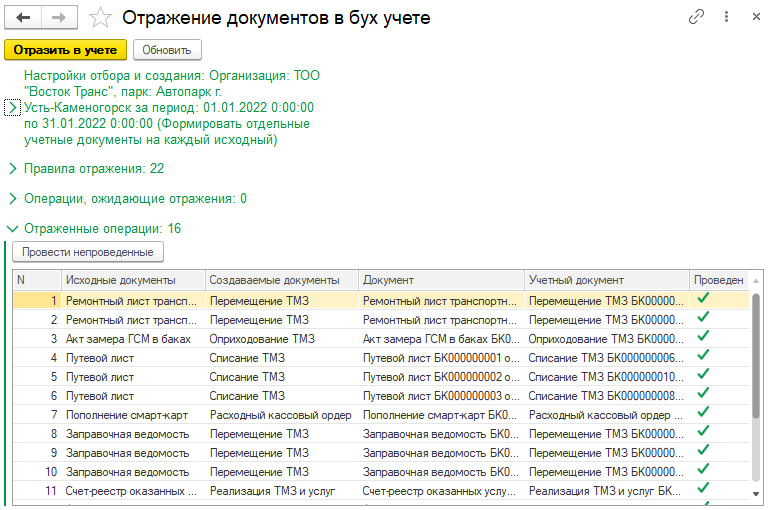 Отражение документов в бух учете
Отразить в учете Обновить
Настройки отбора и создания: Организация: ТОО
"Восток Транс", парк: Автопарк г.
Усть-Каменогорск за период: 01.01.2022 0:00:00
по 31.01.2022 0:00:00 (Формировать отдельные
учетные документы на каждый исходный)
Правила отражения: 22
Операции, ожидающие отражения: 0
Отраженные операции: 16
Провести непроведенные
N Исходные документы Создаваемые документы Документ Учетный документ Проведен
1 Ремонтный лист трансп... Перемещение ТМЗ Ремонтный лист транспортн... Перемещение ТМЗ БК00000...
2 Ремонтный лист трансп... Перемещение ТМЗ Ремонтный лист транспортн... Перемещение ТМЗ БК00000...
3 Акт замера ГСМ в баках Оприходование ТМЗ Акт замера ГСМ в баках БК0... Оприходование ТМЗ БК0000...
4 Путевой лист Списание ТМЗ Путевой лист БК000000001 о... Списание ТМЗ БК000000006...
5 Путевой лист Списание ТМЗ Путевой лист БК000000002 о... Списание ТМЗ БК000000010...
6 Путевой лист Списание ТМЗ Путевой лист БК000000003 о... Списание ТМЗ БК000000008...
7 Пополнение смарт-карт Расходный кассовый ордер Пополнение смарт-карт БК0... Расходный кассовый ордер ...
8 Заправочная ведомость Перемещение ТМЗ Заправочная ведомость БК0... Перемещение ТМЗ БК00000...
9 Заправочная ведомость Перемещение ТМЗ Заправочная ведомость БК0... Перемещение ТМЗ БК00000...
10 Заправочная ведомость Перемещение ТМЗ Заправочная ведомость БК0... Перемещение ТМЗ БК00000...
11 Счет-реестр оказанных ... Реализация ТМЗ и услуг Счет-реестр оказанных услу... Реализация ТМЗ и услуг БК...